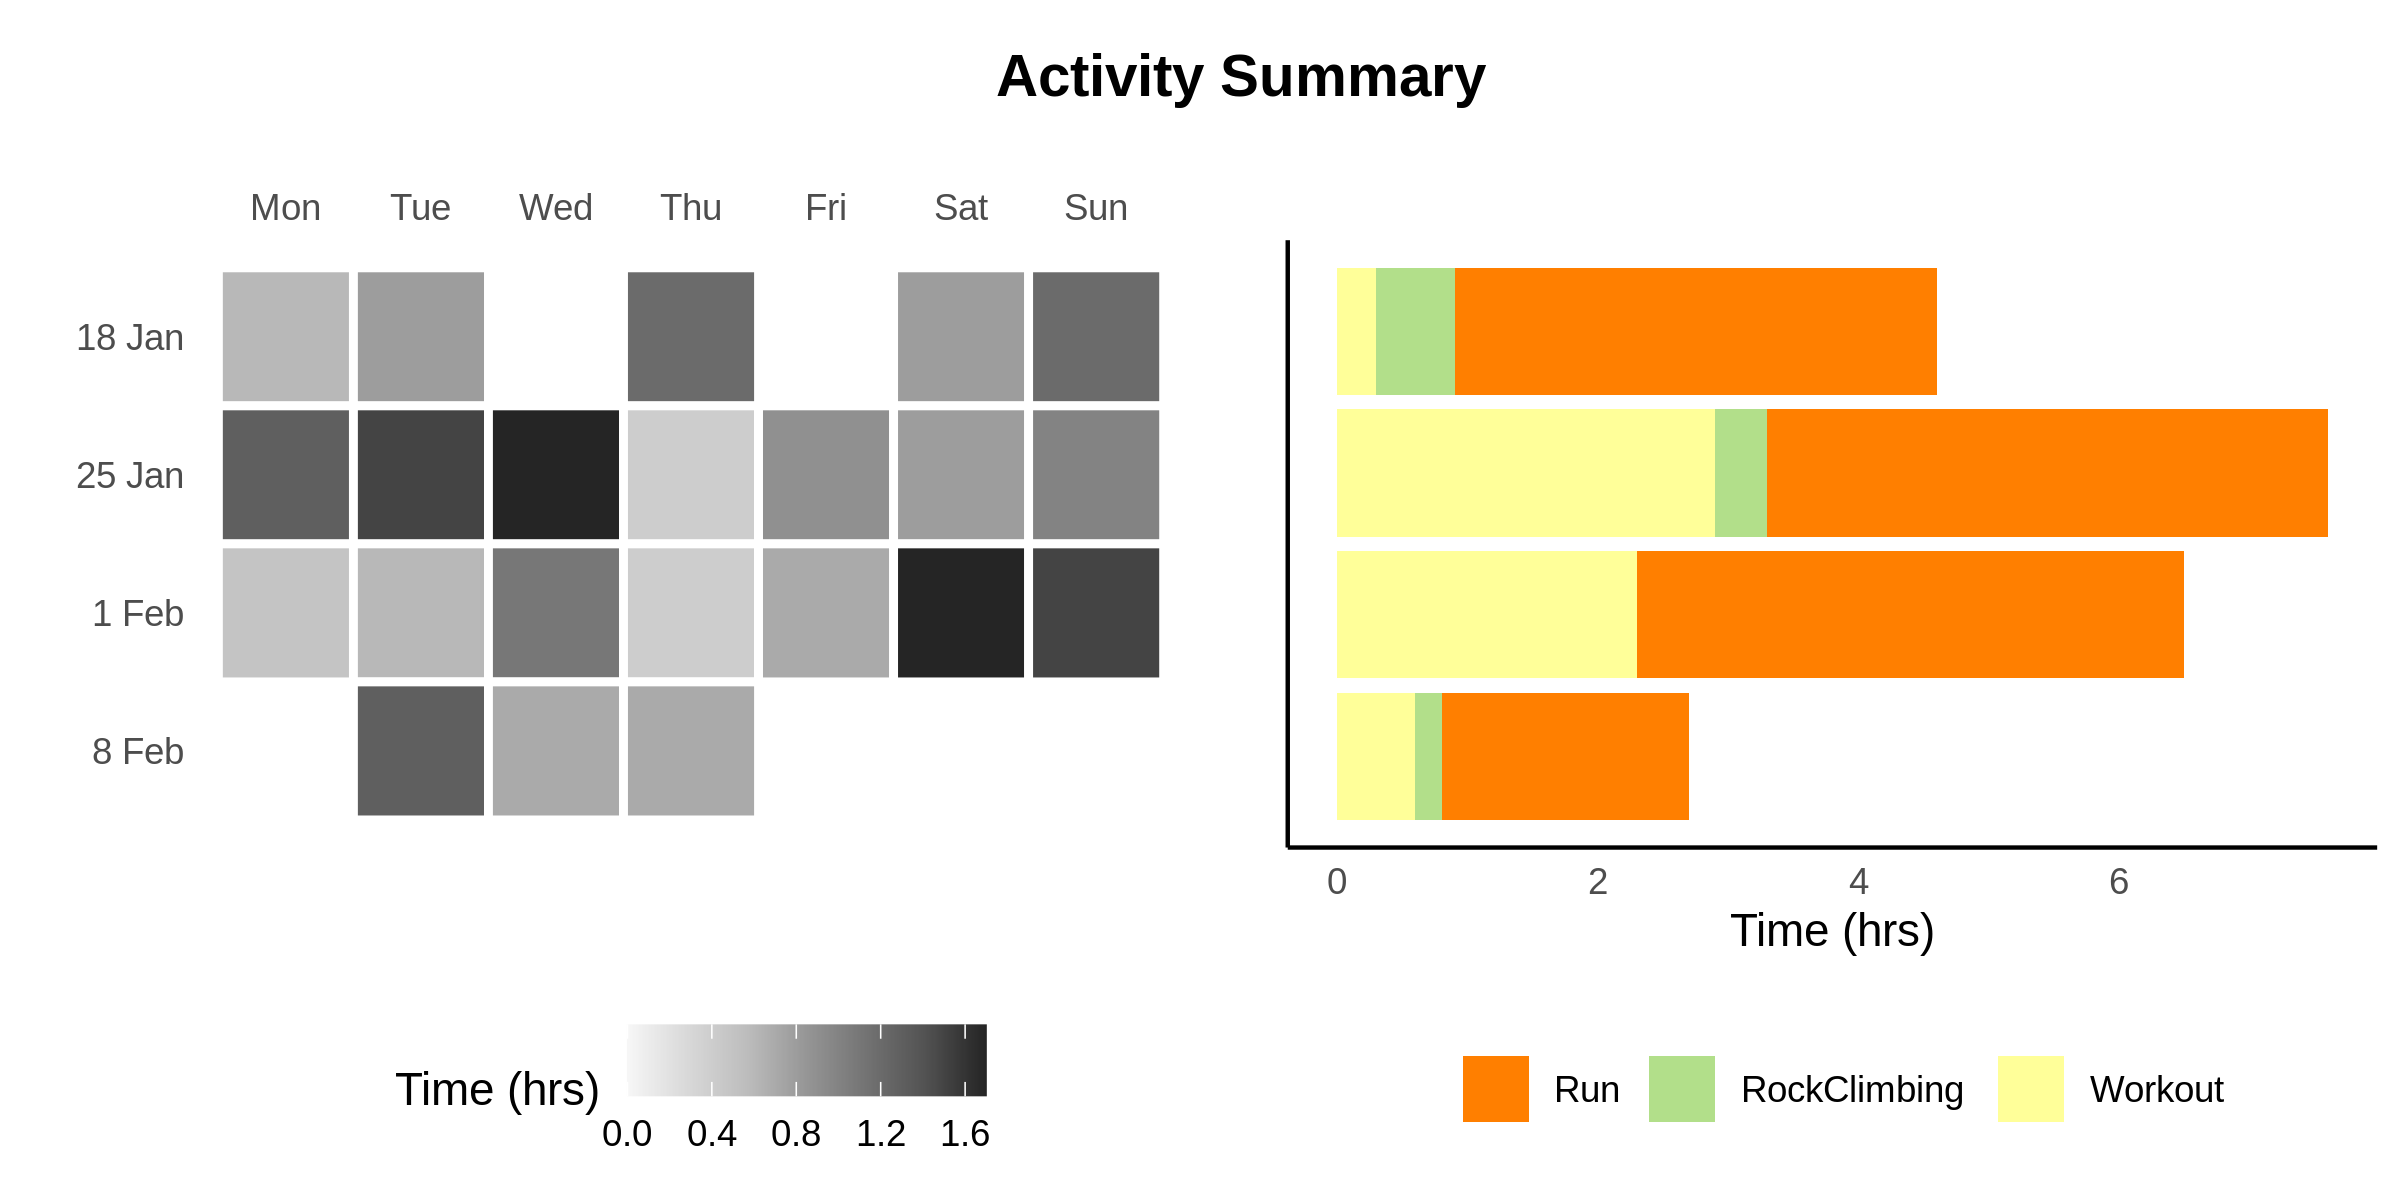 Activity Summary
Mon Tue Wed Thu Fri Sat Sun
18 Jan
25 Jan
1 Feb
8 Feb
0 2 4 6
Time (hrs)
Time (hrs)
0.0 0.4 0.8 1.2 1.6
Run RockClimbing Workout